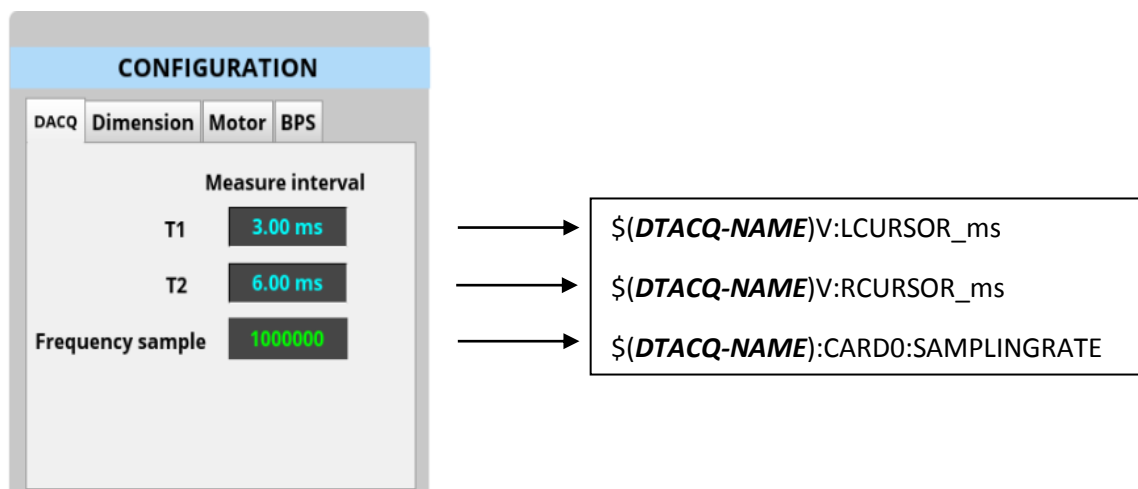 CONFIGURATION
DACQ Dimension Motor BPS
Measure interval
T1 3.00 ms $(DTACQ-NAME)V:LCURSOR_ms
T2 6.00 ms $(DTACQ-NAME)V:RCURSOR_ms
Frequency sample 1000000 $(DTACQ-NAME):CARD0:SAMPLINGRATE